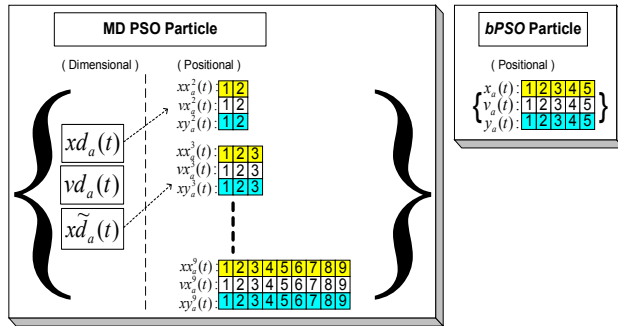 MD PSO Particle
( Dimensional )
( Positional )
xd_a(t)
vd_a(t)
xd̃_a(t)
xx_a^2(t): 1 2
vx_a^2(t): 1 2
xy_a^2(t): 1 2
xx_a^3(t): 1 2 3
vx_a^3(t): 1 2 3
xy_a^3(t): 1 2 3
xx_a^9(t): 1 2 3 4 5 6 7 8 9
vx_a^9(t): 1 2 3 4 5 6 7 8 9
xy_a^9(t): 1 2 3 4 5 6 7 8 9
bPSO Particle
( Positional )
x_a(t): 1 2 3 4 5
v_a(t): 1 2 3 4 5
y_a(t): 1 2 3 4 5